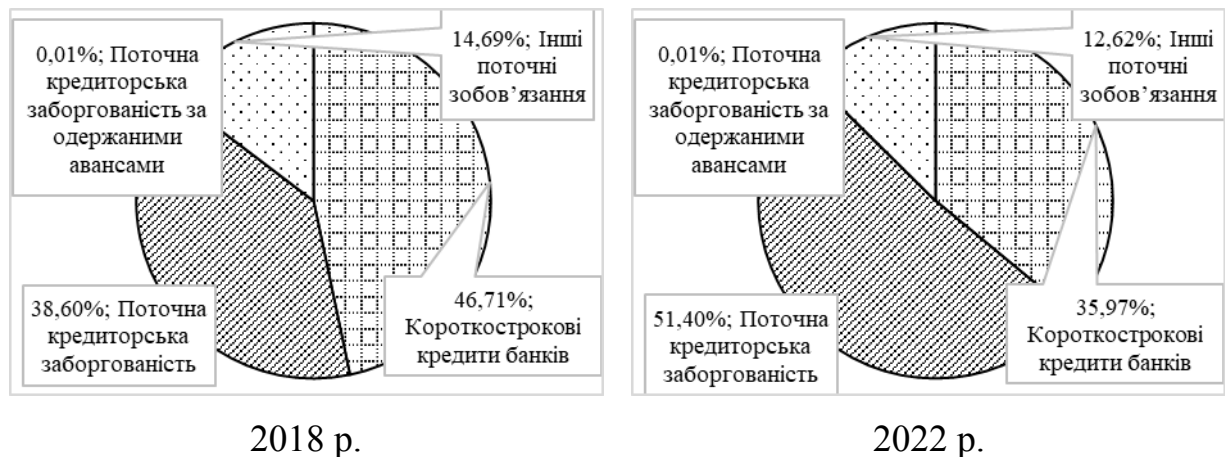 0,01%; Поточна
кредиторська
заборгованість за
одержаними
авансами
14,69%; Інші
поточні
зобов’язання
38,60%; Поточна
кредиторська
заборгованість
46,71%;
Короткострокові
кредити банків
2018 р.
0,01%; Поточна
кредиторська
заборгованість за
одержаними
авансами
12,62%; Інші
поточні
зобов’язання
51,40%; Поточна
кредиторська
заборгованість
35,97%;
Короткострокові
кредити банків
2022 р.